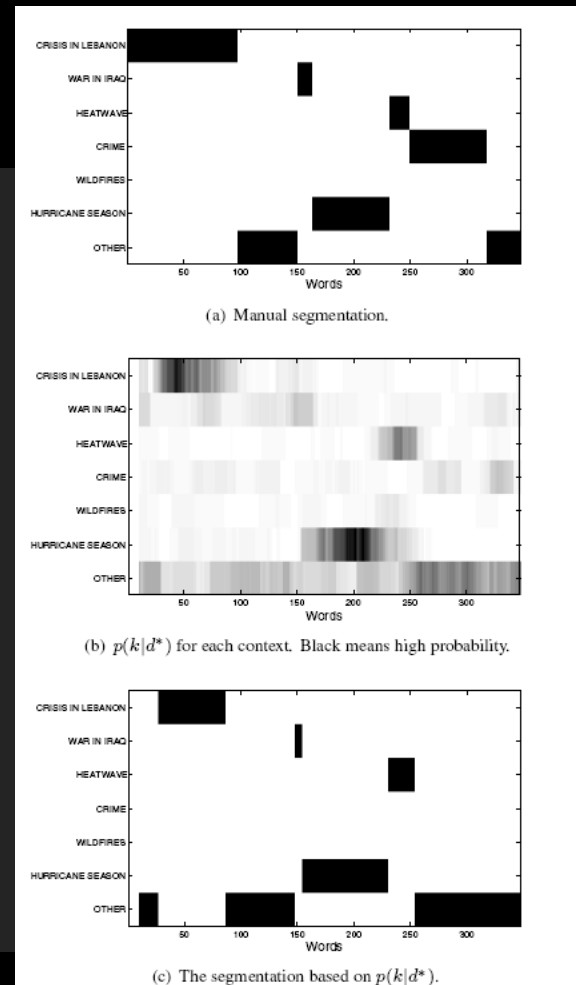 CRISIS IN LEBANON
WAR IN IRAQ
HEATWAVE
CRIME
WILDFIRES
HURRICANE SEASON
OTHER
50 100 150 200 250 300
Words
(a) Manual segmentation.
CRISIS IN LEBANON
WAR IN IRAQ
HEATWAVE
CRIME
WILDFIRES
HURRICANE SEASON
OTHER
50 100 150 200 250 300
Words
(b) p(k|d*) for each context. Black means high probability.
CRISIS IN LEBANON
WAR IN IRAQ
HEATWAVE
CRIME
WILDFIRES
HURRICANE SEASON
OTHER
50 100 150 200 250 300
Words
(c) The segmentation based on p(k|d*).